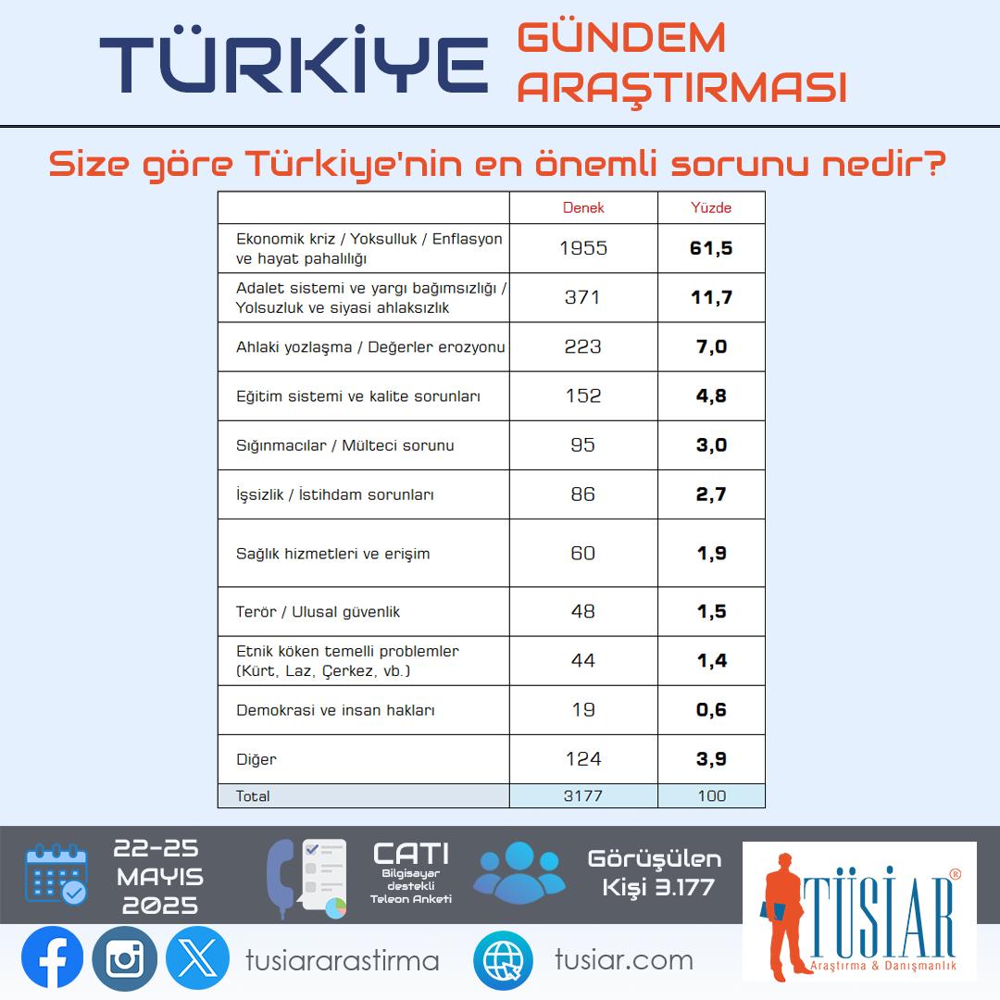 TÜRKİYE
GÜNDEM
ARAŞTIRMASI
Size göre Türkiye'nin en önemli sorunu nedir?
Denek Yüzde
Ekonomik kriz / Yoksulluk / Enflasyon
ve hayat pahalılığı 1955 61,5
Adalet sistemi ve yargı bağımsızlığı /
Yolsuzluk ve siyasi ahlaksızlık 371 11,7
Ahlaki yozlaşma / Değerler erozyonu 223 7,0
Eğitim sistemi ve kalite sorunları 152 4,8
Sığınmacılar / Mülteci sorunu 95 3,0
İşsizlik / İstihdam sorunları 86 2,7
Sağlık hizmetleri ve erişim 60 1,9
Terör / Ulusal güvenlik 48 1,5
Etnik köken temelli problemler
(Kürt, Laz, Çerkez, vb.) 44 1,4
Demokrasi ve insan hakları 19 0,6
Diğer 124 3,9
Total 3177 100
22-25
MAYIS
2025
CATI
Bilgisayar
destekli
Teleon Anketi
Görüşülen
Kişi 3.177
TÜSİAR®
Araştırma & Danışmanlık
tusiararastirma
tusiar.com